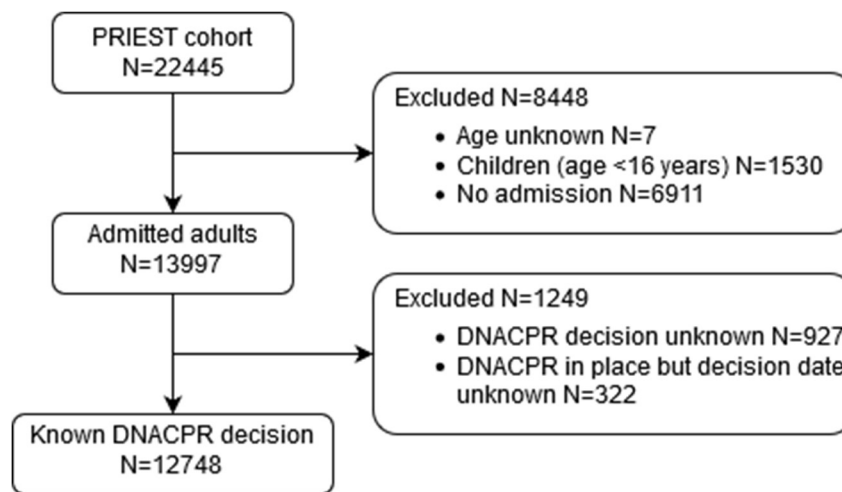 PRIEST cohort
N=22445
Excluded N=8448
• Age unknown N=7
• Children (age <16 years) N=1530
• No admission N=6911
Admitted adults
N=13997
Excluded N=1249
• DNACPR decision unknown N=927
• DNACPR in place but decision date
unknown N=322
Known DNACPR decision
N=12748